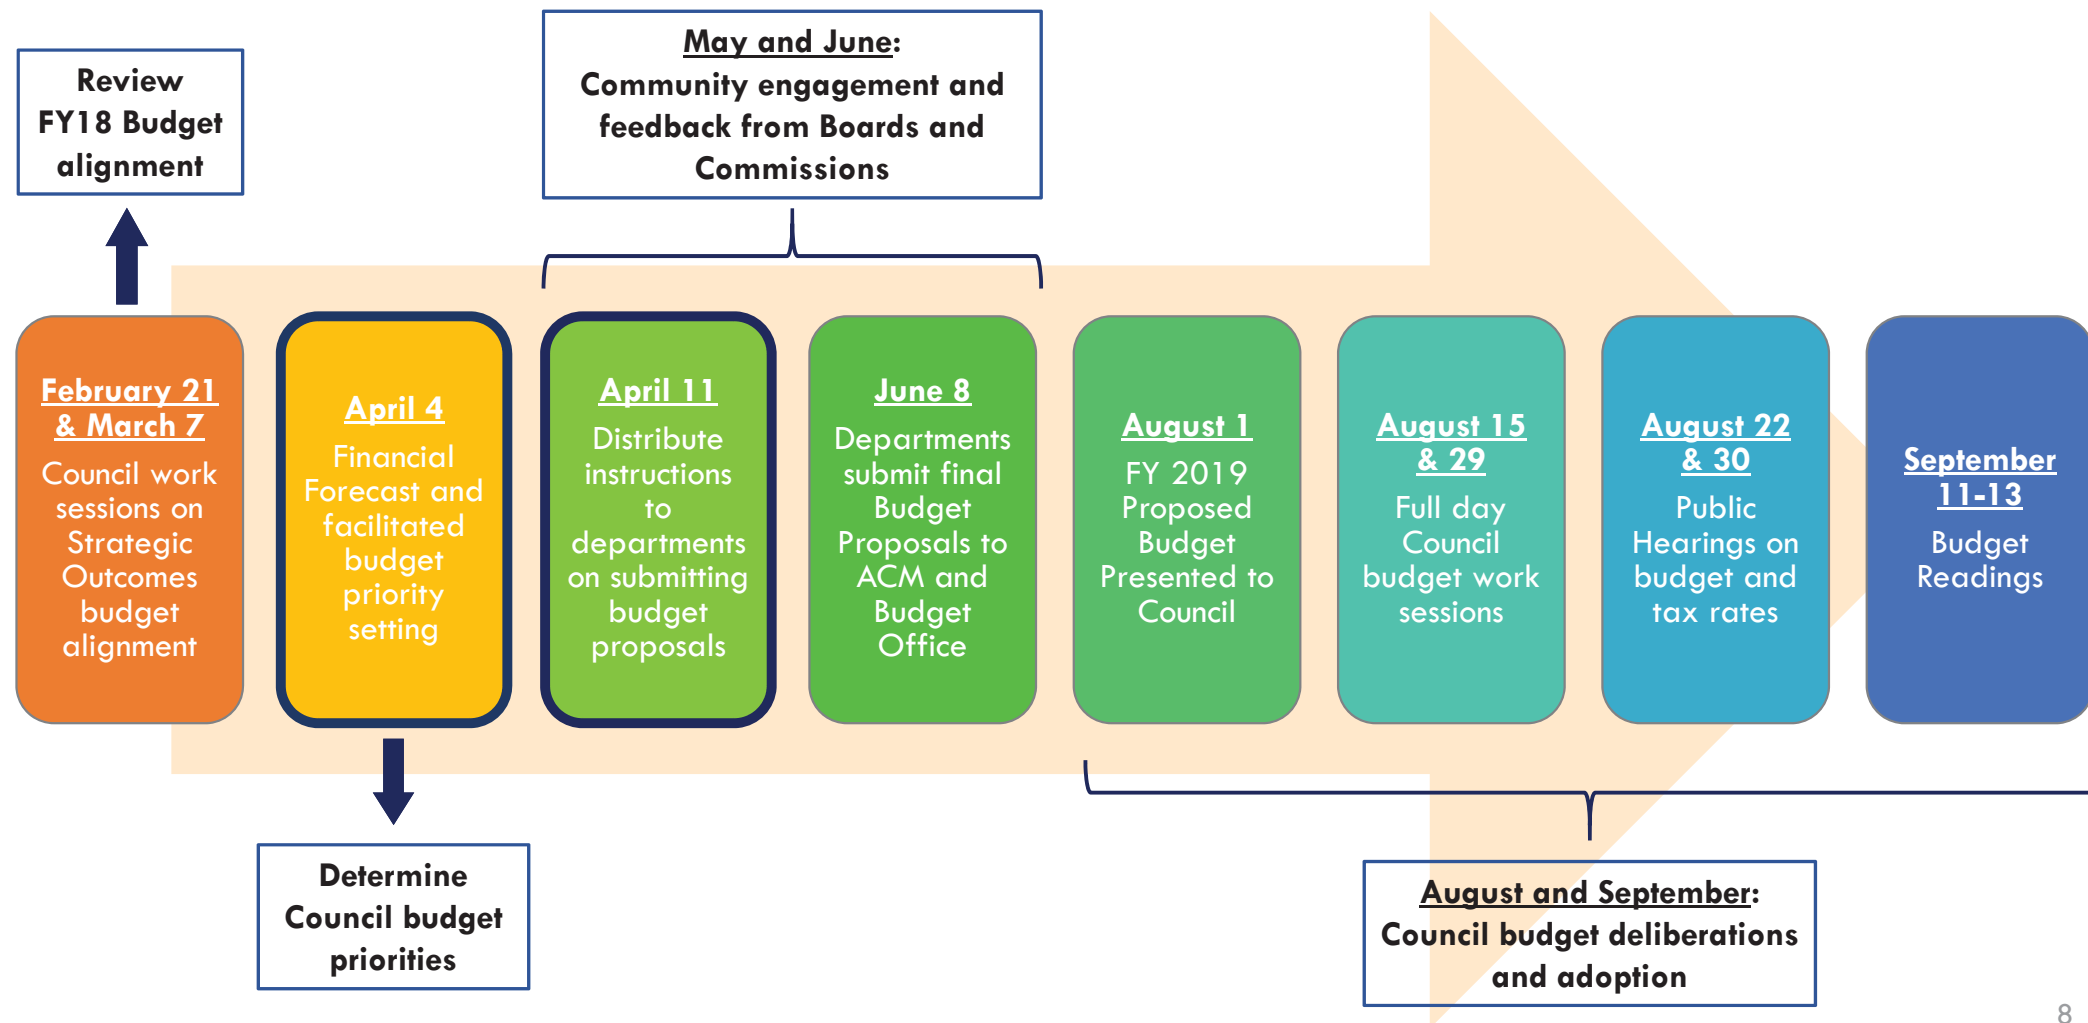 Review
FY18 Budget
alignment
May and June:
Community engagement and
feedback from Boards and
Commissions
February 21
& March 7
Council work
sessions on
Strategic
Outcomes
budget
alignment
April 4
Financial
Forecast and
facilitated
budget
priority
setting
April 11
Distribute
instructions
to
departments
on submitting
budget
proposals
June 8
Departments
submit final
Budget
Proposals to
ACM and
Budget
Office
August 1
FY 2019
Proposed
Budget
Presented to
Council
August 15
& 29
Full day
Council
budget work
sessions
August 22
& 30
Public
Hearings on
budget and
tax rates
September
11-13
Budget
Readings
Determine
Council budget
priorities
August and September:
Council budget deliberations
and adoption
8